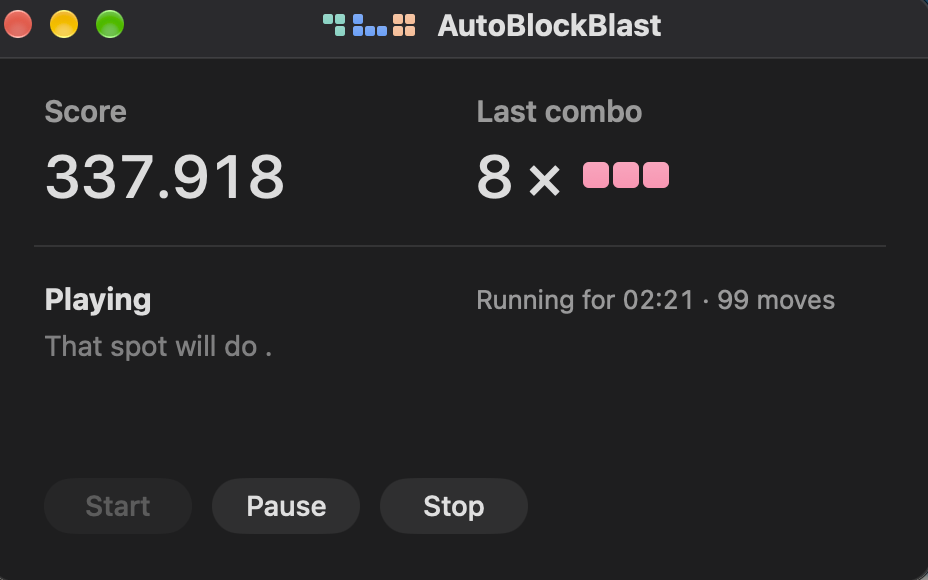 AutoBlockBlast
Score
Last combo
337.918
8 ×
Playing
Running for 02:21 · 99 moves
That spot will do .
Start
Pause
Stop